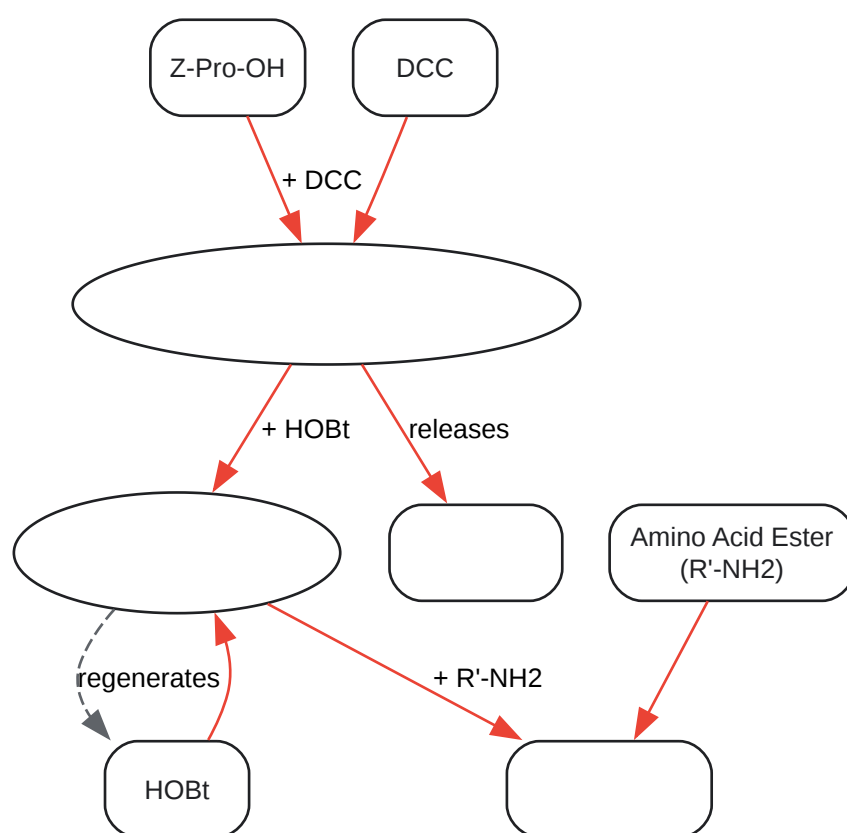 Z-Pro-OH
DCC
+ DCC
+ HOBt
releases
Amino Acid Ester
(R'-NH2)
regenerates
+ R'-NH2
HOBt